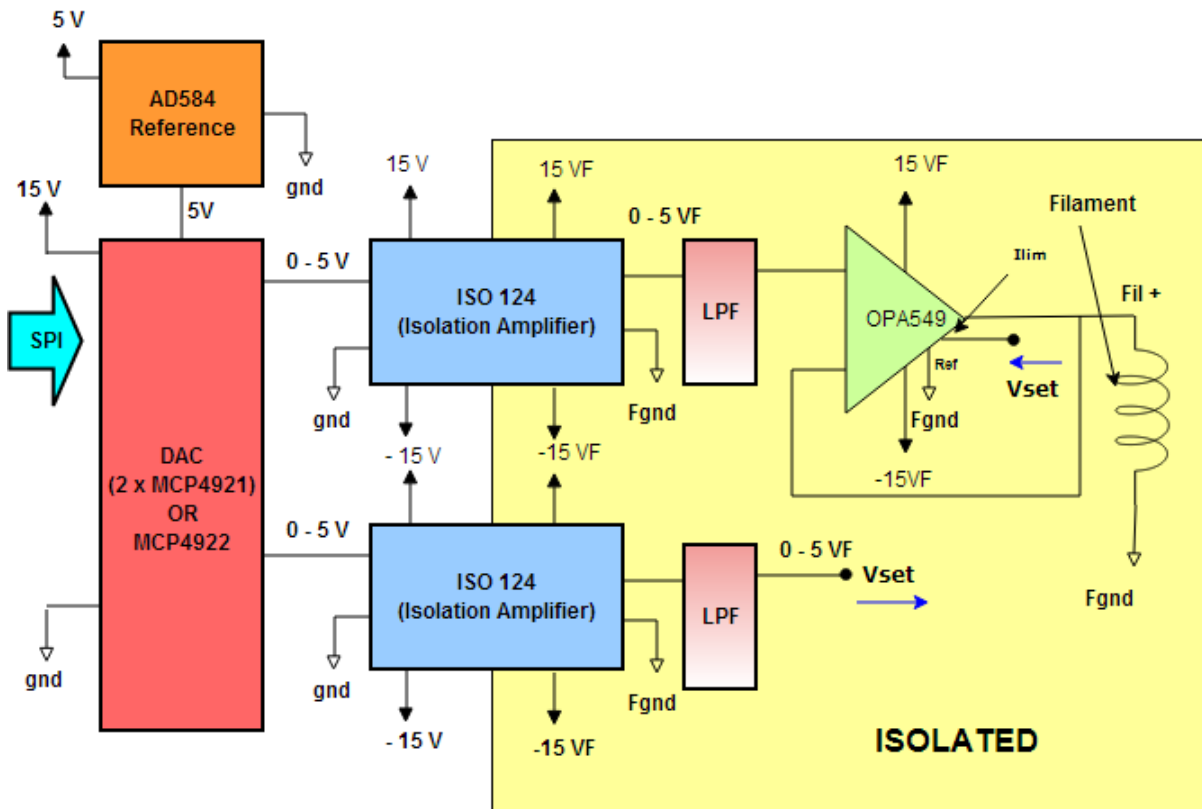 5 V
AD584
Reference
gnd
15 V
5V
15 V
15 VF
15 VF
0 - 5 V
0 - 5 VF
Filament
Ilim
SPI
ISO 124
(Isolation Amplifier)
LPF
OPA549
Fil +
Ref
Vset
gnd
Fgnd
Fgnd
- 15 V
-15 VF
-15VF
DAC
(2 x MCP4921)
OR
MCP4922
0 - 5 V
0 - 5 VF
ISO 124
(Isolation Amplifier)
LPF
Vset
Fgnd
gnd
gnd
Fgnd
- 15 V
-15 VF
ISOLATED